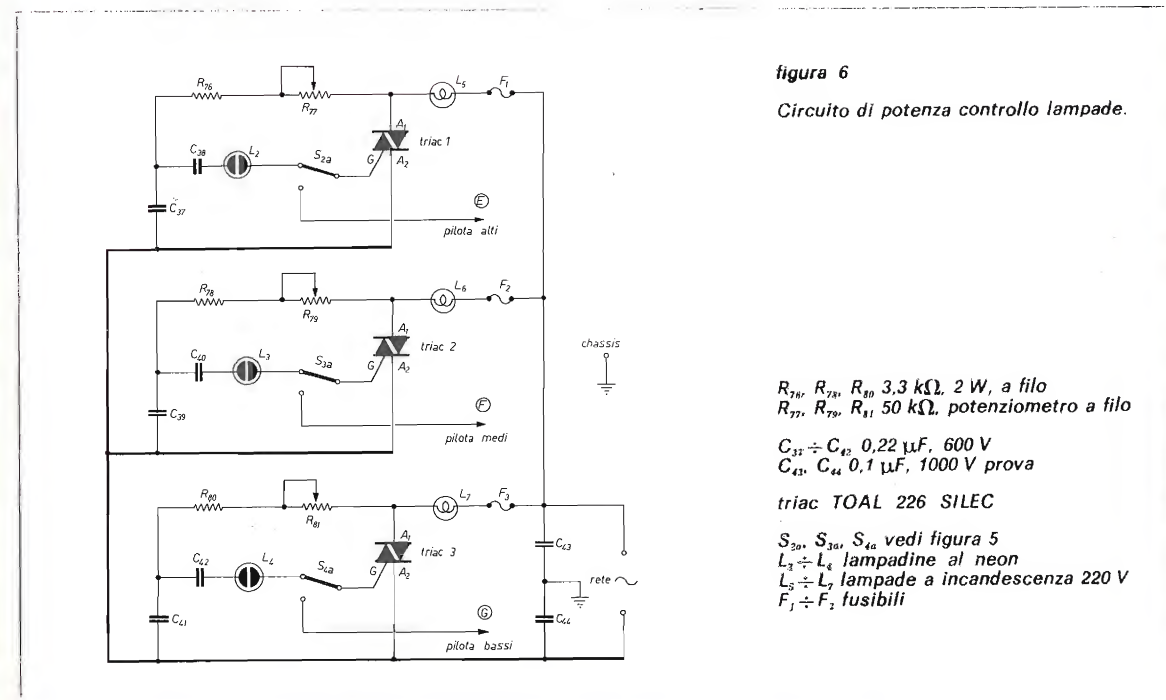 figura 6
Circuito di potenza controllo lampade.
R76 R77 L5 F1
A1 triac 1
C38 L2 S2a G A2
C37 E
pilota alti
R78 R79 L6 F2
A1 triac 2
C40 L3 S3a G A2
chassis
C39 F
pilota medi
R80 R81 L7 F3
A1 triac 3
C42 L4 S4a G A2
C43
rete
C41 G C44
pilota bassi
R76, R78, R80 3,3 kΩ, 2 W, a filo
R77, R79, R81 50 kΩ, potenziometro a filo
C37 ÷ C42 0,22 µF, 600 V
C43, C44 0,1 µF, 1000 V prova
triac TOAL 226 SILEC
S2a, S3a, S4a vedi figura 5
L2 ÷ L4 lampadine al neon
L5 ÷ L7 lampade a incandescenza 220 V
F1 ÷ F2 fusibili